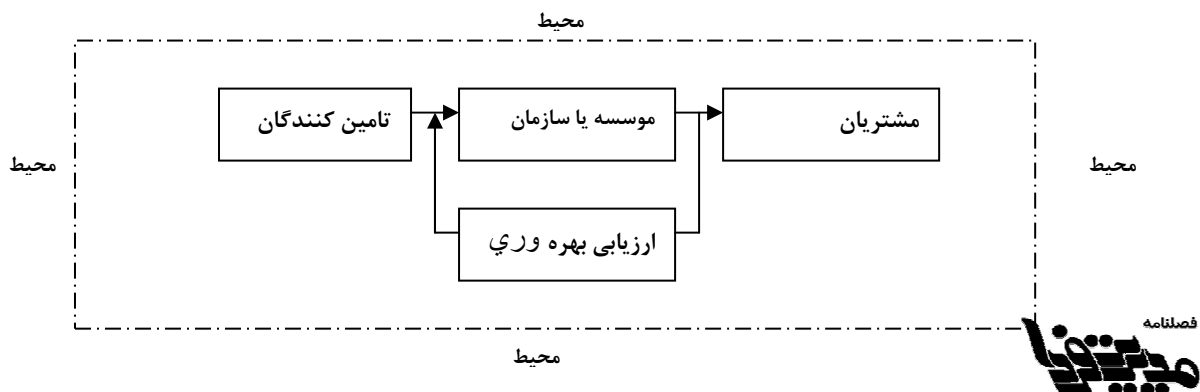 محیط
تامین کنندگان
موسسه یا سازمان
مشتریان
محیط
محیط
ارزیابی بهره وري
محیط
فصلنامه